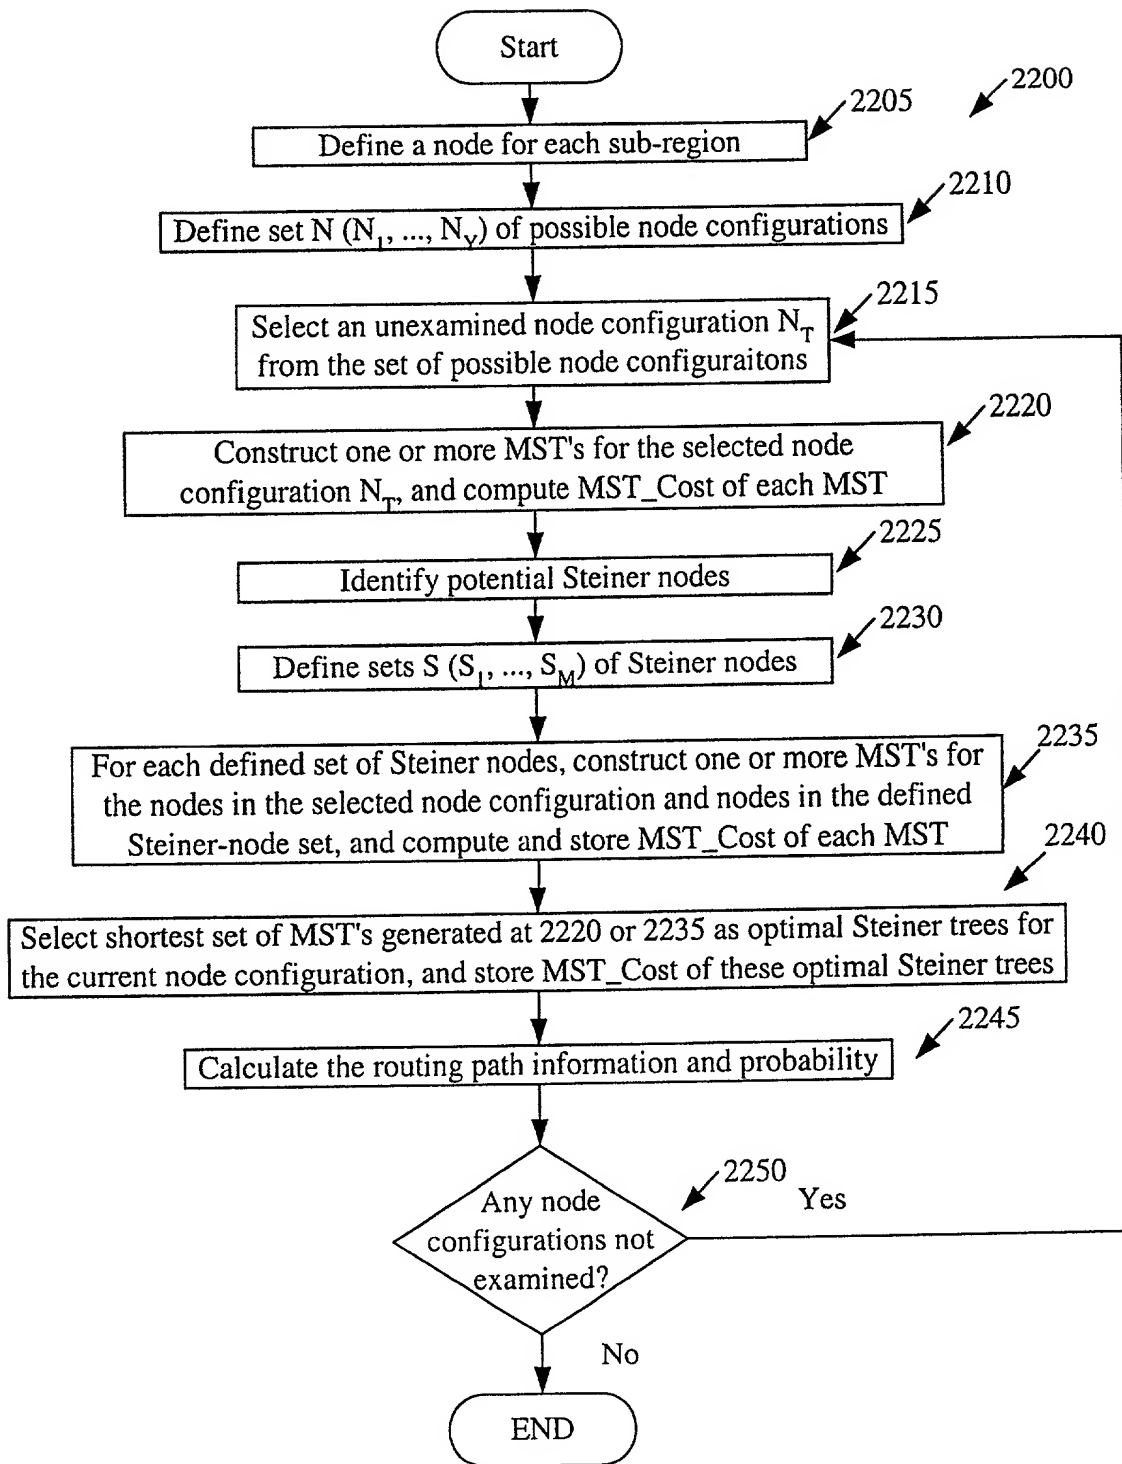 Start
2200
2205
Define a node for each sub-region
2210
Define set N (N1, ..., NY) of possible node configurations
2215
Select an unexamined node configuration NT
from the set of possible node configuraitons
2220
Construct one or more MST's for the selected node
configuration NT, and compute MST_Cost of each MST
2225
Identify potential Steiner nodes
2230
Define sets S (S1, ..., SM) of Steiner nodes
2235
For each defined set of Steiner nodes, construct one or more MST's for
the nodes in the selected node configuration and nodes in the defined
Steiner-node set, and compute and store MST_Cost of each MST
2240
Select shortest set of MST's generated at 2220 or 2235 as optimal Steiner trees for
the current node configuration, and store MST_Cost of these optimal Steiner trees
2245
Calculate the routing path information and probability
2250
Yes
Any node
configurations not
examined?
No
END